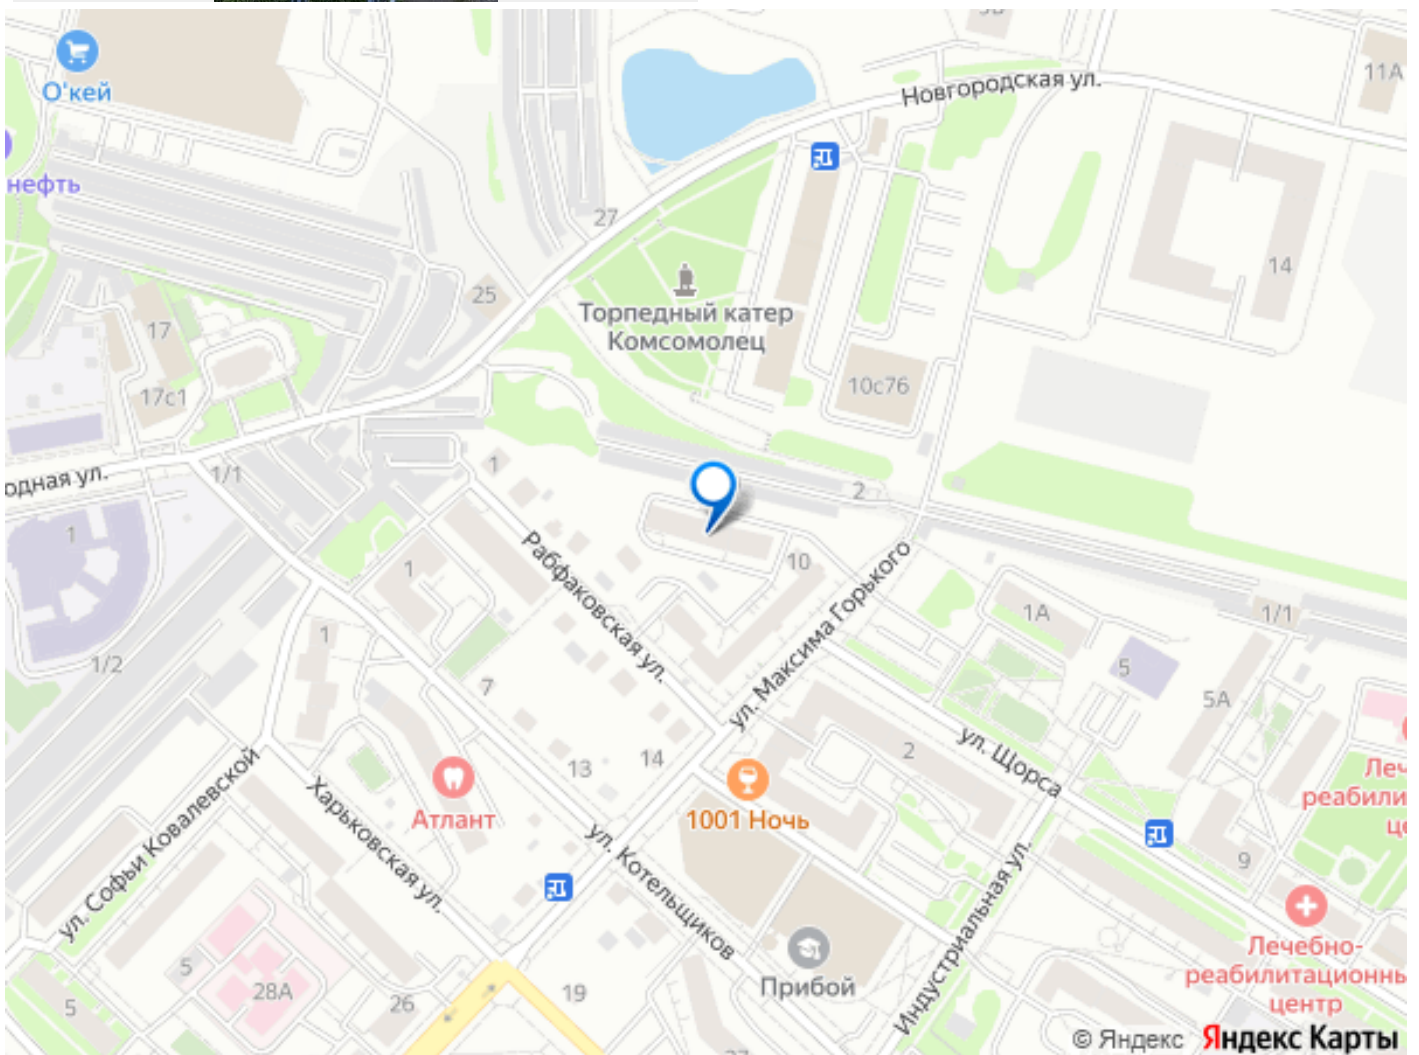 О'кей
Новгородская ул.
11А
нефть
27
25
Торпедный катер
Комсомолец
14
17
17с1
10с76
одная ул.
1/1
1
2
1
1
10
Рабфаковская ул.
ул. Максима Горького
1А
1/1
1/2
1
5
5А
7
ул. Щорса
2
14
13
Атлант
1001 Ночь
Леч
реабили
це
ул. Софьи Ковалевской
Харьковская ул.
ул. Котельщиков
Индустриальная ул.
9
Лечебно-
реабилитационны
центр
Прибой
5
28А
26
19
5
© Яндекс Яндекс Карты